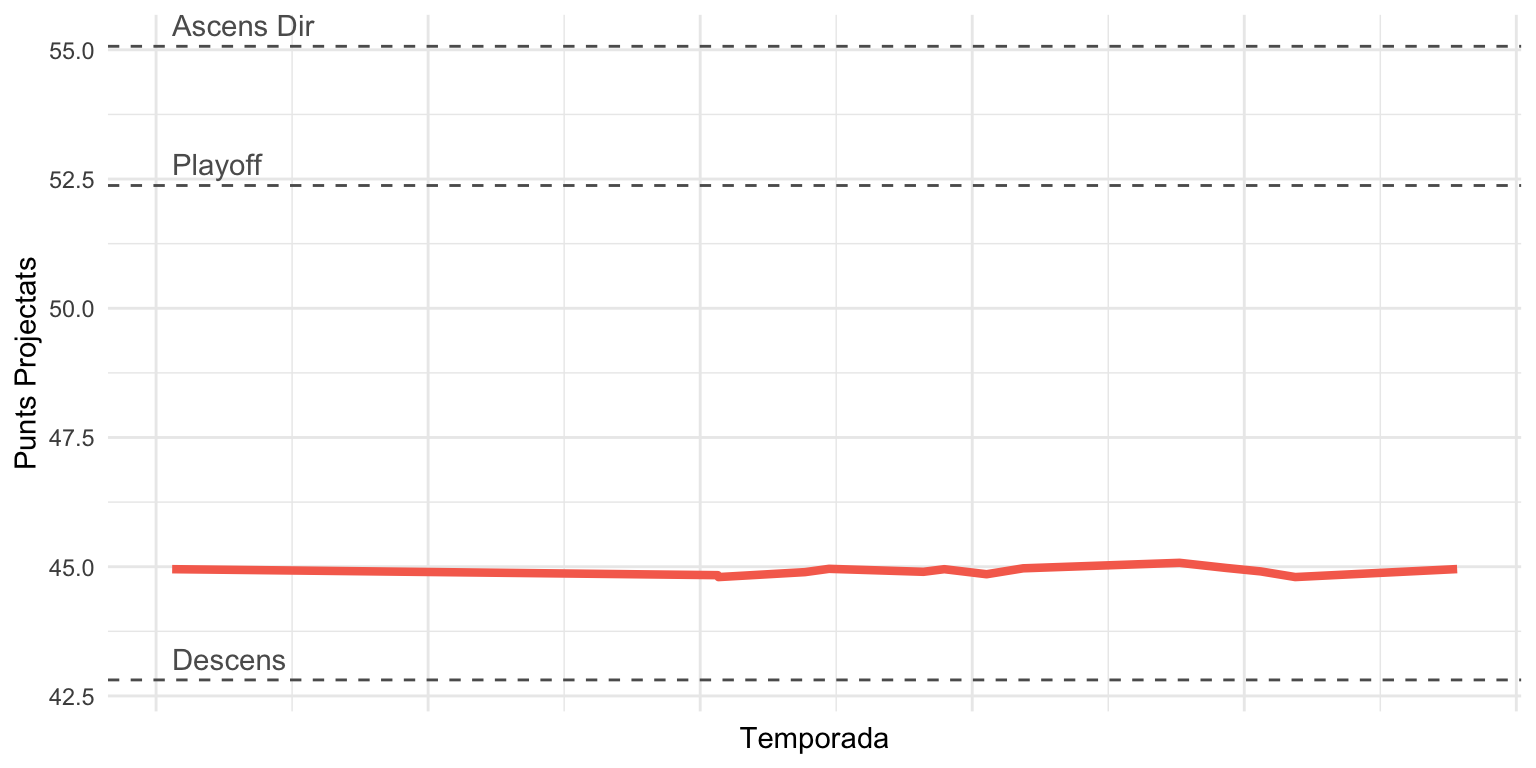 Ascens Dir
55.0
Playoff
52.5
50.0
Punts Projectats
47.5
45.0
Descens
42.5
Temporada